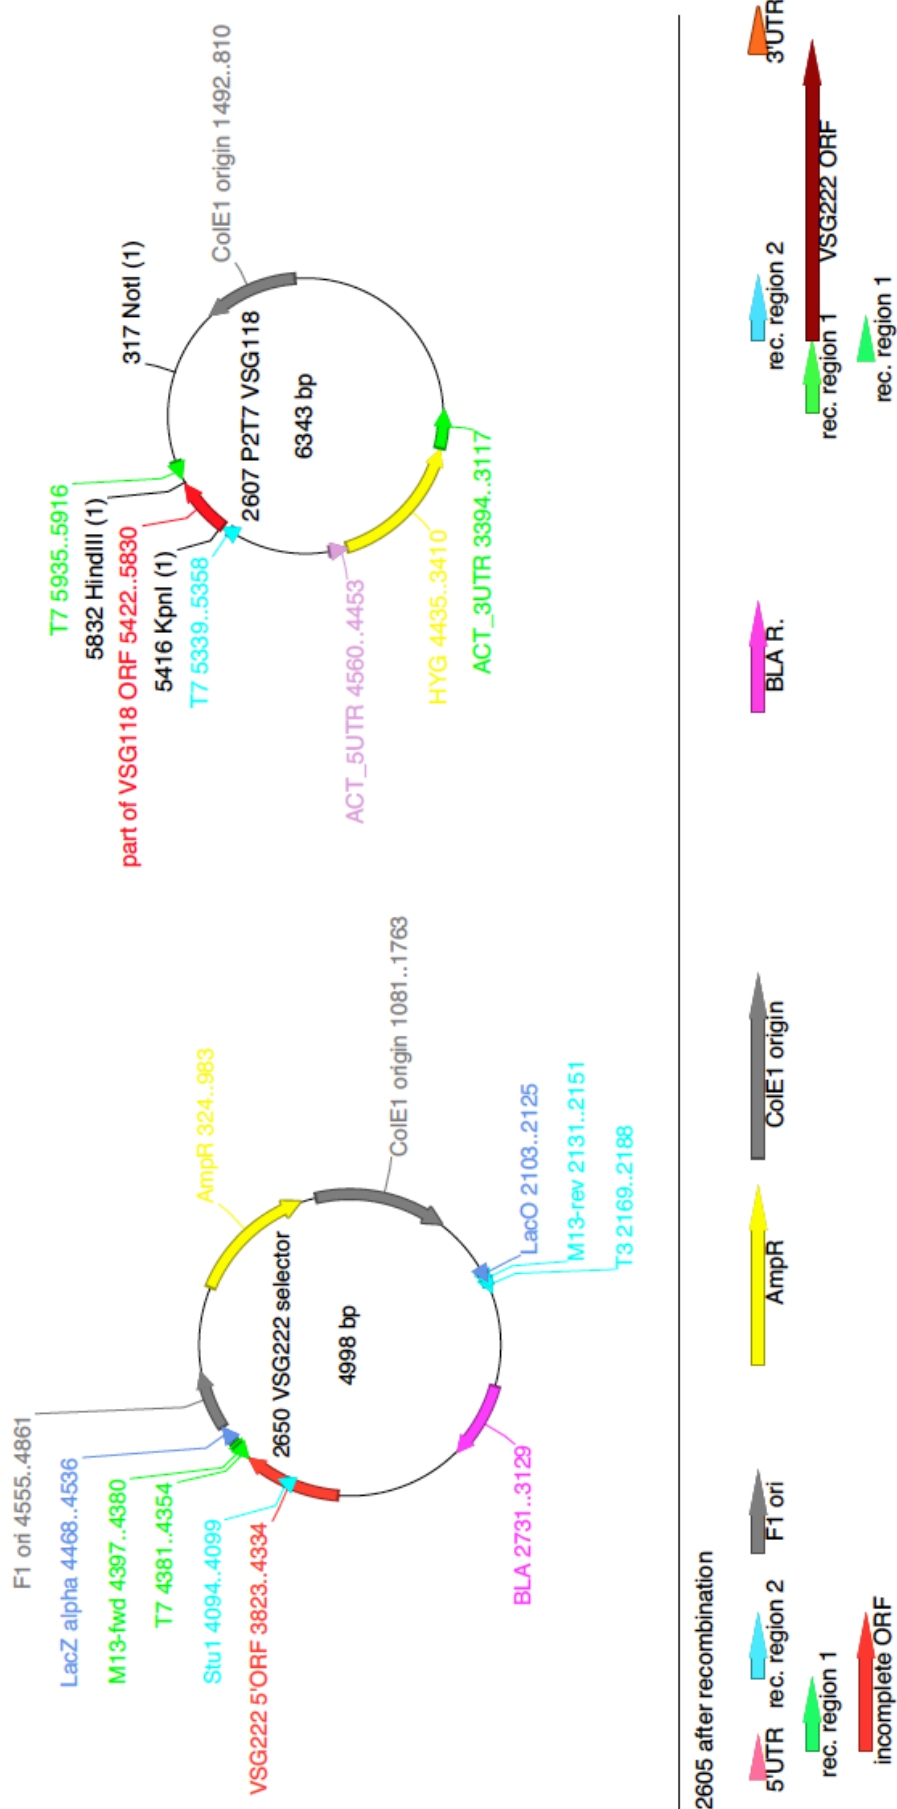 F1 ori 4555..4861
LacZ alpha 4468..4536
M13-fwd 4397..4380
T7 4381..4354
Stu1 4094..4099
VSG222 5'ORF 3823..4334
AmpR 324..983
ColE1 origin 1081..1763
LacO 2103..2125
M13-rev 2131..2151
T3 2169..2188
BLA 2731..3129
2650 VSG222 selector
4998 bp
T7 5935..5916
5832 HindIII (1)
part of VSG118 ORF 5422..5830
5416 KpnI (1)
T7 5339..5358
ACT_5UTR 4560..4453
HYG 4435..3410
ACT_3UTR 3394..3117
317 NotI (1)
ColE1 origin 1492..810
2607 P2T7 VSG118
6343 bp
2605 after recombination
5'UTR
rec. region 2
F1 ori
AmpR
ColE1 origin
BLA R.
rec. region 2
3'UTR
rec. region 1
rec. region 1
VSG222 ORF
incomplete ORF
rec. region 1